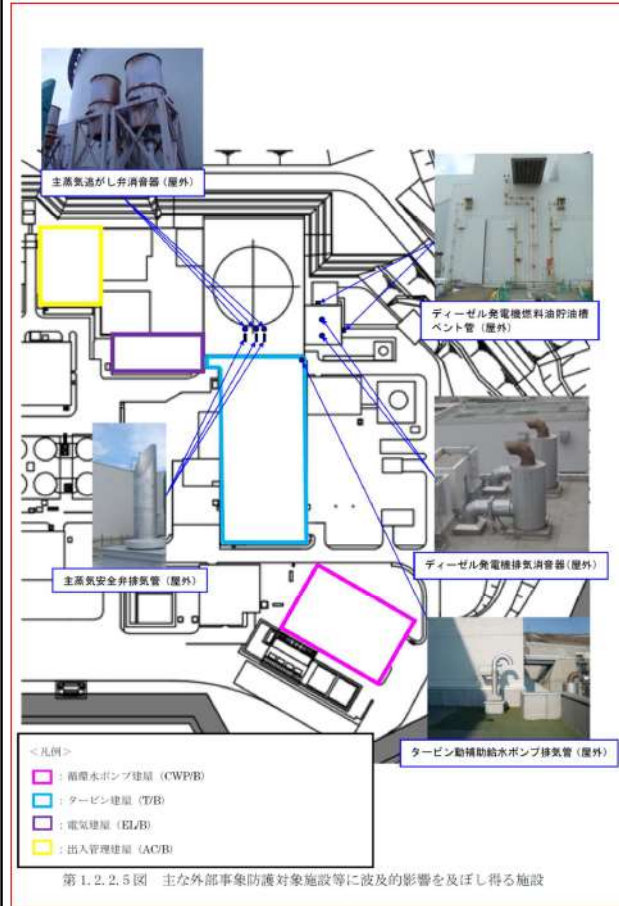 主蒸気逃がし弁消音器（屋外）
ディーゼル発電機燃料油貯油槽
ベント管（屋外）
主蒸気安全弁排気管（屋外）
ディーゼル発電機排気消音器（屋外）
タービン動補助給水ポンプ排気管（屋外）
＜凡例＞
：循環水ポンプ建屋（CWP/B）
：タービン建屋（T/B）
：電気建屋（EL/B）
：出入管理建屋（AC/B）
第 1.2.2.5 図　主な外部事象防護対象施設等に波及的影響を及ぼし得る施設